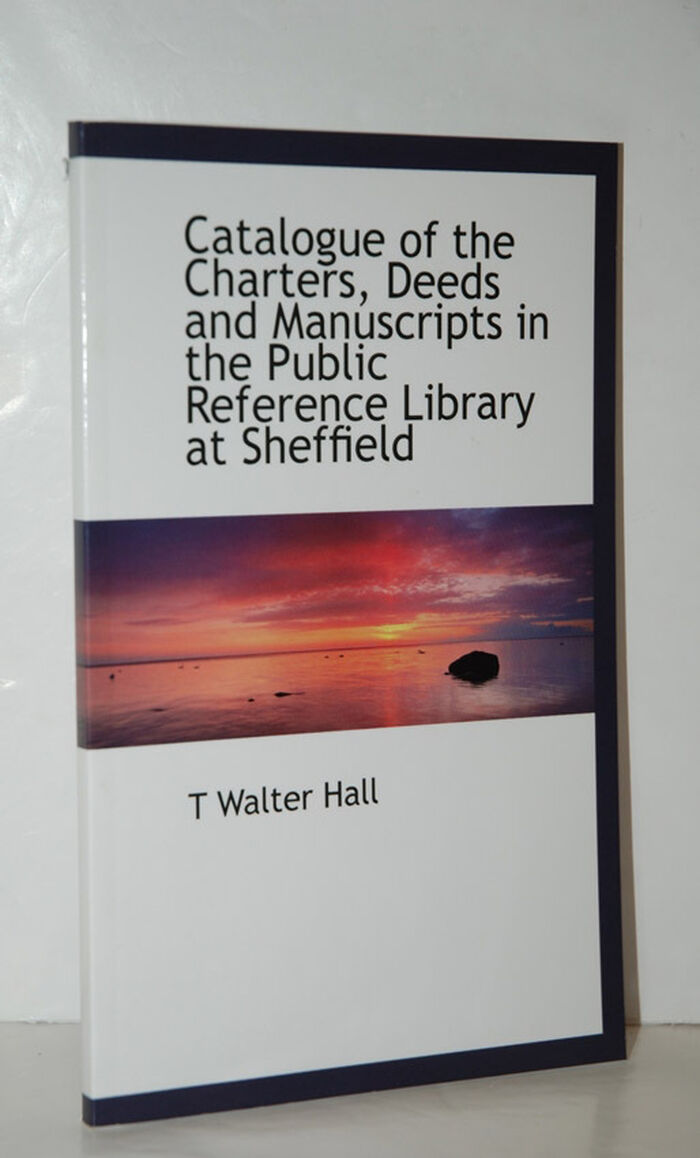 Catalogue of the
Charters, Deeds
and Manuscripts in
the Public
Reference Library
at Sheffield
T Walter Hall